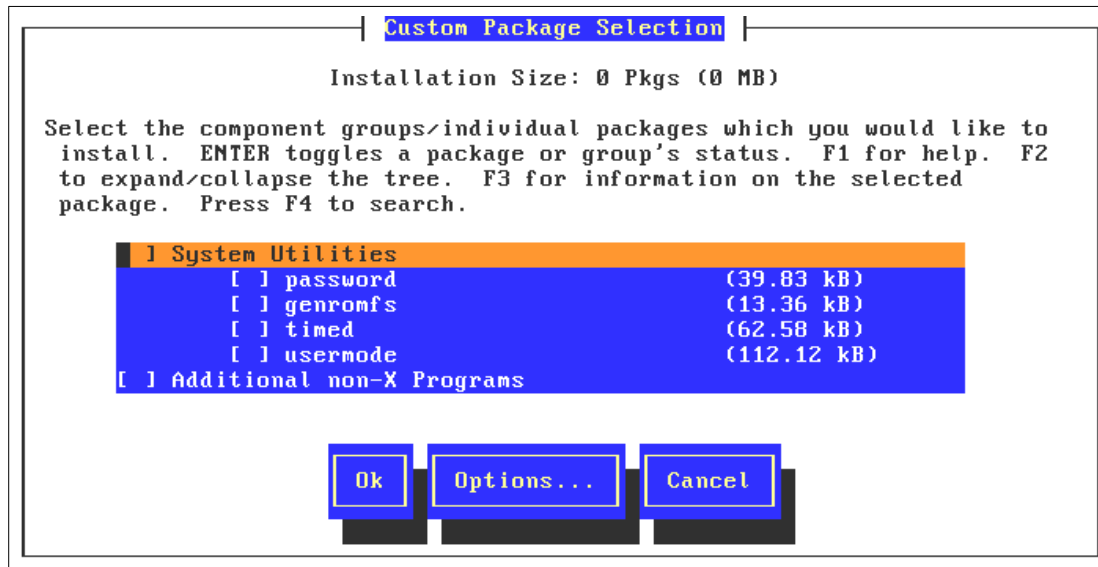 Custom Package Selection
Installation Size: 0 Pkgs (0 MB)
Select the component groups/individual packages which you would like to
install.  ENTER toggles a package or group's status.  F1 for help.  F2
to expand/collapse the tree.  F3 for information on the selected
package.  Press F4 to search.
] System Utilities
[ ] password (39.83 kB)
[ ] genromfs (13.36 kB)
[ ] timed (62.58 kB)
[ ] usermode (112.12 kB)
[ ] Additional non-X Programs
Ok Options... Cancel